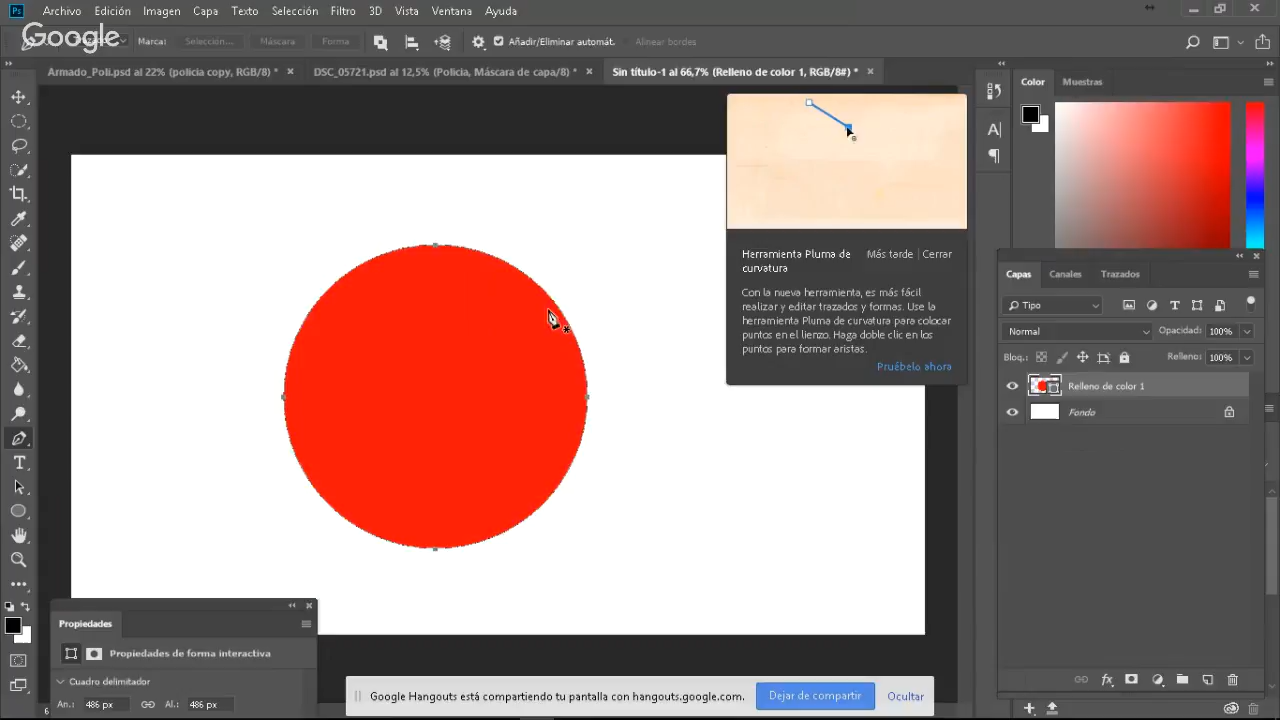 Ps Archivo Edición Imagen Capa Texto Selección Filtro 3D Vista Ventana Ayuda
Google
Marca: Selección... Máscara Forma Añadir/Eliminar automát. Alinear bordes
Armado_Poli.psd al 22% (policia copy, RGB/8) * DSC_05721.psd al 12,5% (Policia, Máscara de capa/8) * Sin título-1 al 66,7% (Relleno de color 1, RGB/8#) *
Color Muestras
Herramienta Pluma de curvatura
Más tarde | Cerrar
Con la nueva herramienta, es más fácil
realizar y editar trazados y formas. Use la
herramienta Pluma de curvatura para colocar
puntos en el lienzo. Haga doble clic en los
puntos para formar aristas.
Pruébelo ahora
Capas Canales Trazados
Tipo
Normal Opacidad: 100%
Bloq.: Relleno: 100%
Relleno de color 1
Fondo
Propiedades
Propiedades de forma interactiva
Cuadro delimitador
An.: 486 px Al.: 486 px
6
Google Hangouts está compartiendo tu pantalla con hangouts.google.com. Dejar de compartir Ocultar